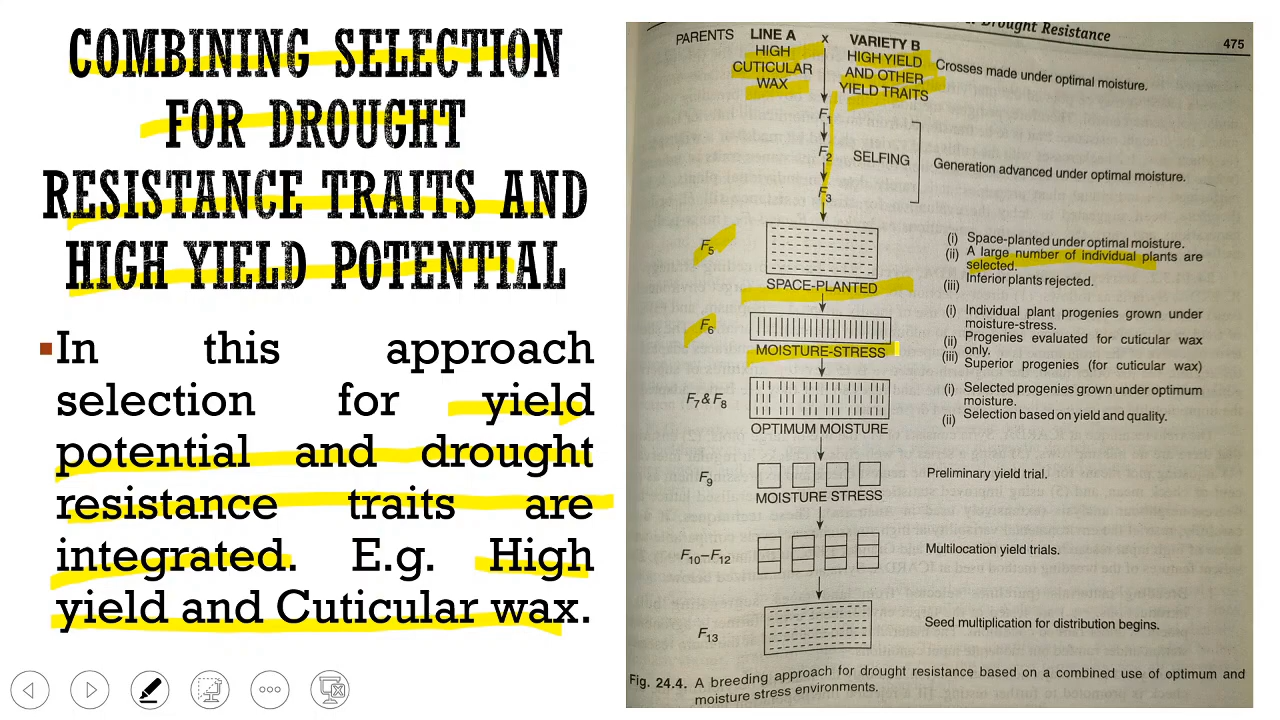 COMBINING SELECTION
FOR DROUGHT
RESISTANCE TRAITS AND
HIGH YIELD POTENTIAL
In this approach
selection for yield
potential and drought
resistance traits are
integrated. E.g. High
yield and Cuticular wax.
Drought Resistance
475
PARENTS LINE A x VARIETY B
HIGH CUTICULAR WAX
HIGH YIELD AND OTHER YIELD TRAITS
Crosses made under optimal moisture.
F1
F2
F3
SELFING
Generation advanced under optimal moisture.
F5
SPACE-PLANTED
(i) Space-planted under optimal moisture.
(ii) A large number of individual plants are
selected.
(iii) Inferior plants rejected.
F6
MOISTURE-STRESS
(i) Individual plant progenies grown under
moisture-stress.
(ii) Progenies evaluated for cuticular wax
only.
(iii) Superior progenies (for cuticular wax)
F7 & F8
OPTIMUM MOISTURE
(i) Selected progenies grown under optimum
moisture.
(ii) Selection based on yield and quality.
F9
MOISTURE STRESS
Preliminary yield trial.
F10–F12
Multilocation yield trials.
F13
Seed multiplication for distribution begins.
Fig. 24.4. A breeding approach for drought resistance based on a combined use of optimum and
moisture stress environments.